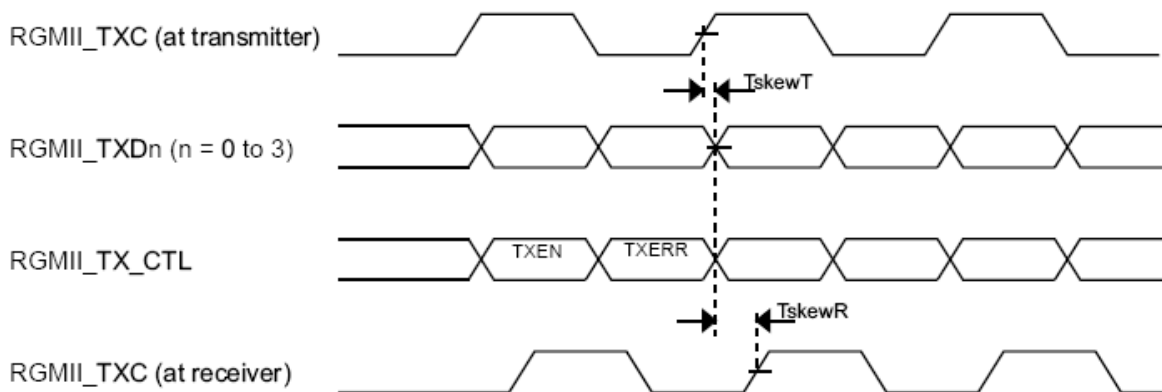 RGMII_TXC (at transmitter)
TskewT
RGMII_TXDn (n = 0 to 3)
RGMII_TX_CTL
TXEN
TXERR
TskewR
RGMII_TXC (at receiver)